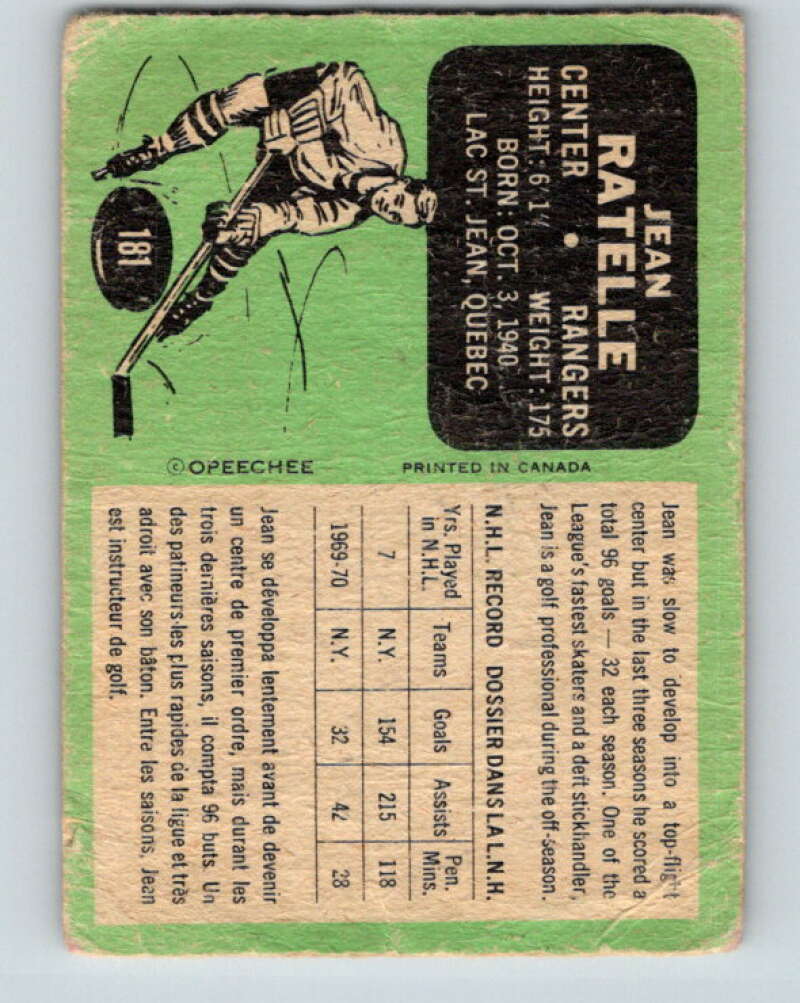 JEAN
RATELLE
CENTER • RANGERS
HEIGHT: 6'1" WEIGHT: 175
BORN: OCT. 3, 1940
LAC ST. JEAN, QUEBEC
181
© OPEECHEE
PRINTED IN CANADA
Jean was slow to develop into a top-flight
center but in the last three seasons he scored a
total 96 goals — 32 each season. One of the
League's fastest skaters and a deft stickhandler,
Jean is a golf professional during the off-season.
N.H.L. RECORD DOSSIER DANS LA L.N.H.
Yrs. Played in N.H.L. Teams Goals Assists Pen. Mins.
7 N.Y. 154 215 118
1969-70 N.Y. 32 42 28
Jean se développa lentement avant de devenir
un centre de premier ordre, mais durant les
trois dernières saisons, il compta 96 buts. Un
des patineurs les plus rapides de la ligue et très
adroit avec son bâton. Entre les saisons, Jean
est instructeur de golf.